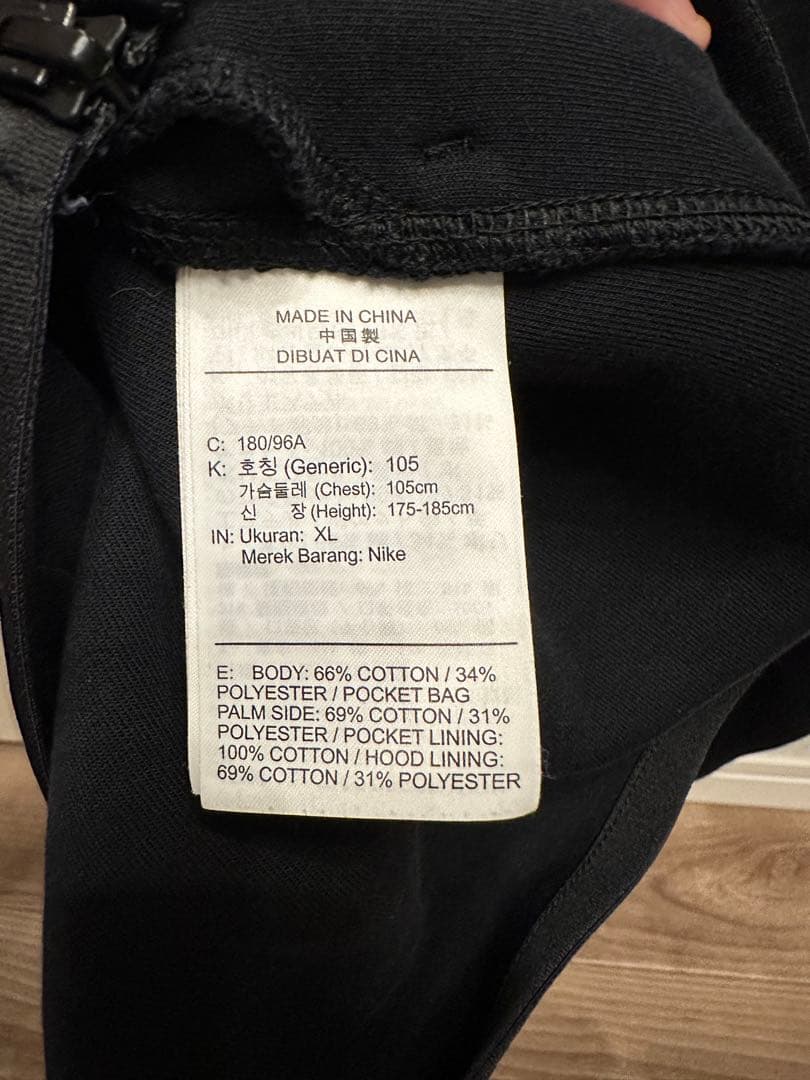 MADE IN CHINA
中国製
DIBUAT DI CINA
C: 180/96A
K: 호칭 (Generic): 105
가슴둘레 (Chest): 105cm
신 장 (Height): 175-185cm
IN: Ukuran: XL
Merek Barang: Nike
E: BODY: 66% COTTON / 34%
POLYESTER / POCKET BAG
PALM SIDE: 69% COTTON / 31%
POLYESTER / POCKET LINING:
100% COTTON / HOOD LINING:
69% COTTON / 31% POLYESTER